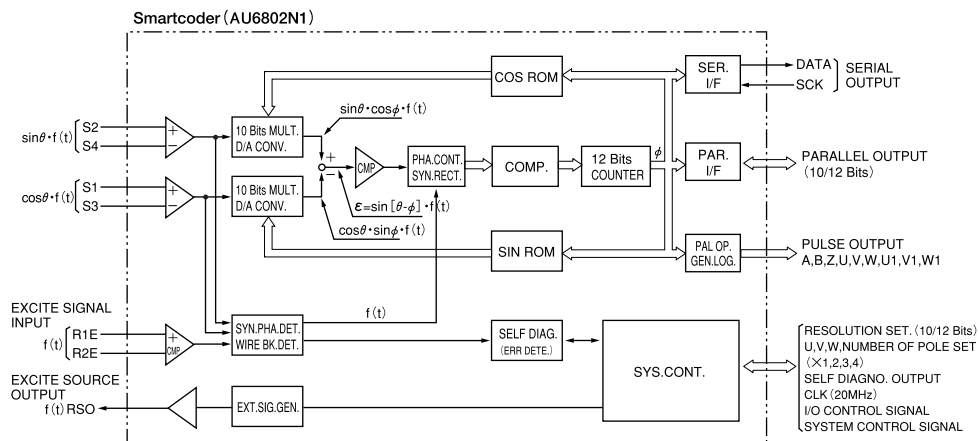 Smartcoder (AU6802N1)
COS ROM
SER. I/F
DATA
SCK
SERIAL OUTPUT
sinθ・cosφ・f(t)
sinθ・f(t)
S2
S4
+
−
10 Bits MULT. D/A CONV.
+
−
CMP
PHA.CONT. SYN.RECT.
COMP.
12 Bits COUNTER
φ
PAR. I/F
PARALLEL OUTPUT (10/12 Bits)
cosθ・f(t)
S1
S3
+
−
10 Bits MULT. D/A CONV.
ε=sin [θ-φ]・f(t)
cosθ・sinφ・f(t)
SIN ROM
PAL OP. GEN.LOG.
PULSE OUTPUT
A,B,Z,U,V,W,U1,V1,W1
EXCITE SIGNAL INPUT
f(t)
R1E
R2E
+
−
CMP
SYN.PHA.DET.
WIRE BK.DET.
f(t)
SELF DIAG.
(ERR DETE.)
SYS.CONT.
RESOLUTION SET. (10/12 Bits)
U,V,W,NUMBER OF POLE SET
(×1,2,3,4)
SELF DIAGNO. OUTPUT
CLK (20MHz)
I/O CONTROL SIGNAL
SYSTEM CONTROL SIGNAL
EXCITE SOURCE OUTPUT
f(t) RSO
EXT.SIG.GEN.